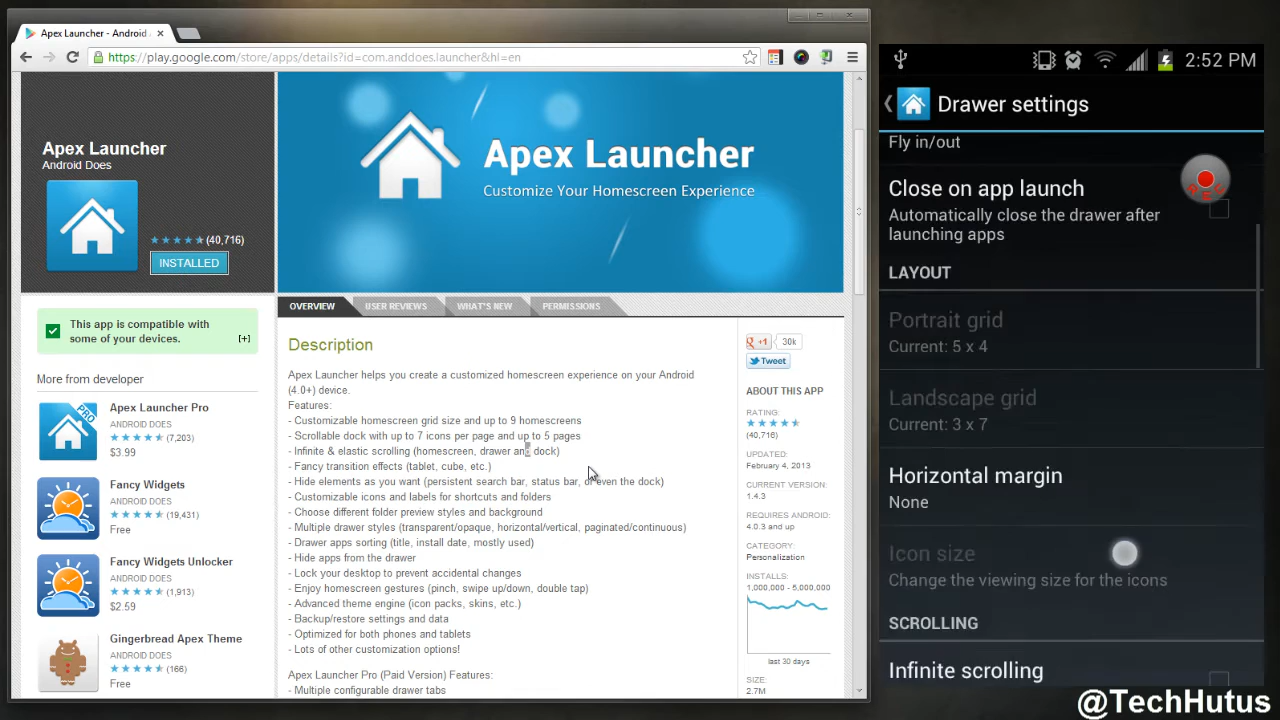 Apex Launcher - Android
https://play.google.com/store/apps/details?id=com.anddoes.launcher&hl=en
Apex Launcher
Android Does
(40,716)
INSTALLED
Apex Launcher
Customize Your Homescreen Experience
OVERVIEW
USER REVIEWS
WHAT'S NEW
PERMISSIONS
This app is compatible with
some of your devices.
[+]
More from developer
Apex Launcher Pro
ANDROID DOES
(7,203)
$3.99
PRO
Fancy Widgets
ANDROID DOES
(19,431)
Free
Fancy Widgets Unlocker
ANDROID DOES
(1,913)
$2.59
Gingerbread Apex Theme
ANDROID DOES
(166)
Free
Description
Apex Launcher helps you create a customized homescreen experience on your Android
(4.0+) device.
Features:
- Customizable homescreen grid size and up to 9 homescreens
- Scrollable dock with up to 7 icons per page and up to 5 pages
- Infinite & elastic scrolling (homescreen, drawer and dock)
- Fancy transition effects (tablet, cube, etc.)
- Hide elements as you want (persistent search bar, status bar, or even the dock)
- Customizable icons and labels for shortcuts and folders
- Choose different folder preview styles and background
- Multiple drawer styles (transparent/opaque, horizontal/vertical, paginated/continuous)
- Drawer apps sorting (title, install date, mostly used)
- Hide apps from the drawer
- Lock your desktop to prevent accidental changes
- Enjoy homescreen gestures (pinch, swipe up/down, double tap)
- Advanced theme engine (icon packs, skins, etc.)
- Backup/restore settings and data
- Optimized for both phones and tablets
- Lots of other customization options!
Apex Launcher Pro (Paid Version) Features:
- Multiple configurable drawer tabs
+1
30k
Tweet
ABOUT THIS APP
RATING:
(40,716)
UPDATED:
February 4, 2013
CURRENT VERSION:
1.4.3
REQUIRES ANDROID:
4.0.3 and up
CATEGORY:
Personalization
INSTALLS:
1,000,000 - 5,000,000
last 30 days
SIZE:
2.7M
2:52 PM
Drawer settings
Fly in/out
Close on app launch
Automatically close the drawer after
launching apps
REC
LAYOUT
Portrait grid
Current: 5 x 4
Landscape grid
Current: 3 x 7
Horizontal margin
None
Icon size
Change the viewing size for the icons
SCROLLING
Infinite scrolling
@TechHutus